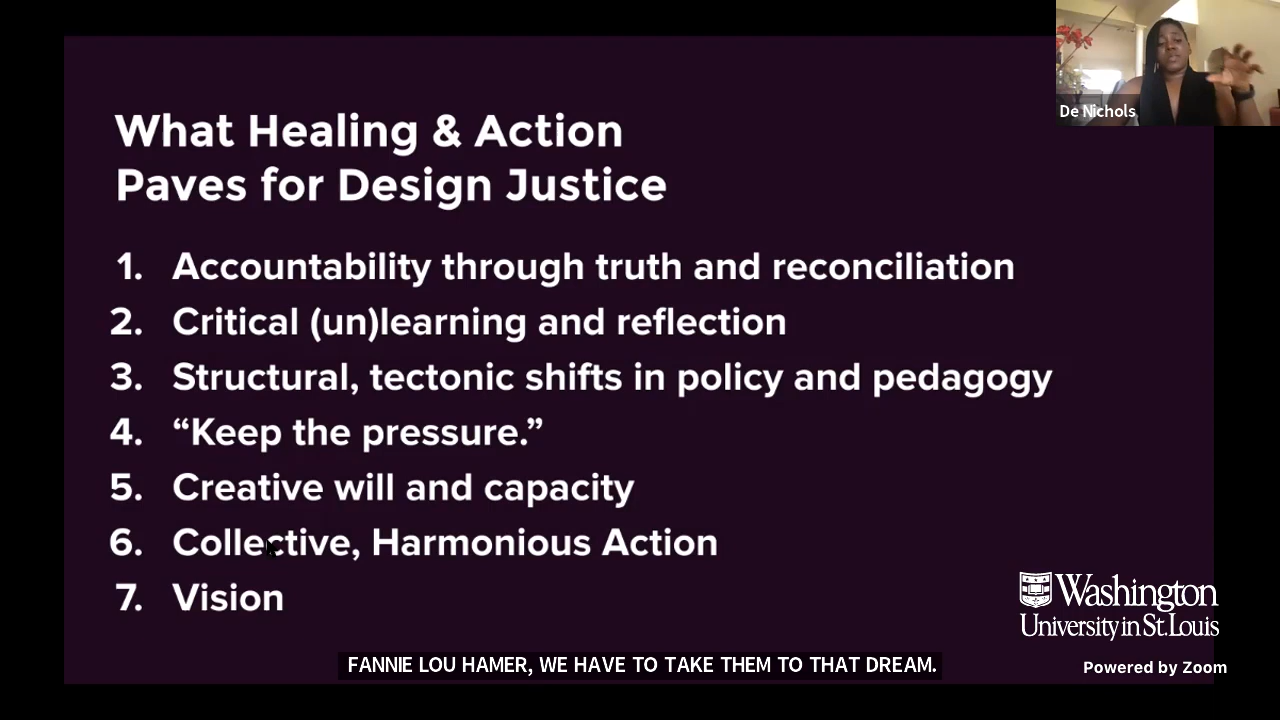 De Nichols
What Healing & Action
Paves for Design Justice
1. Accountability through truth and reconciliation
2. Critical (un)learning and reflection
3. Structural, tectonic shifts in policy and pedagogy
4. “Keep the pressure.”
5. Creative will and capacity
6. Collective, Harmonious Action
7. Vision
Washington
University in St. Louis
FANNIE LOU HAMER, WE HAVE TO TAKE THEM TO THAT DREAM.
Powered by Zoom